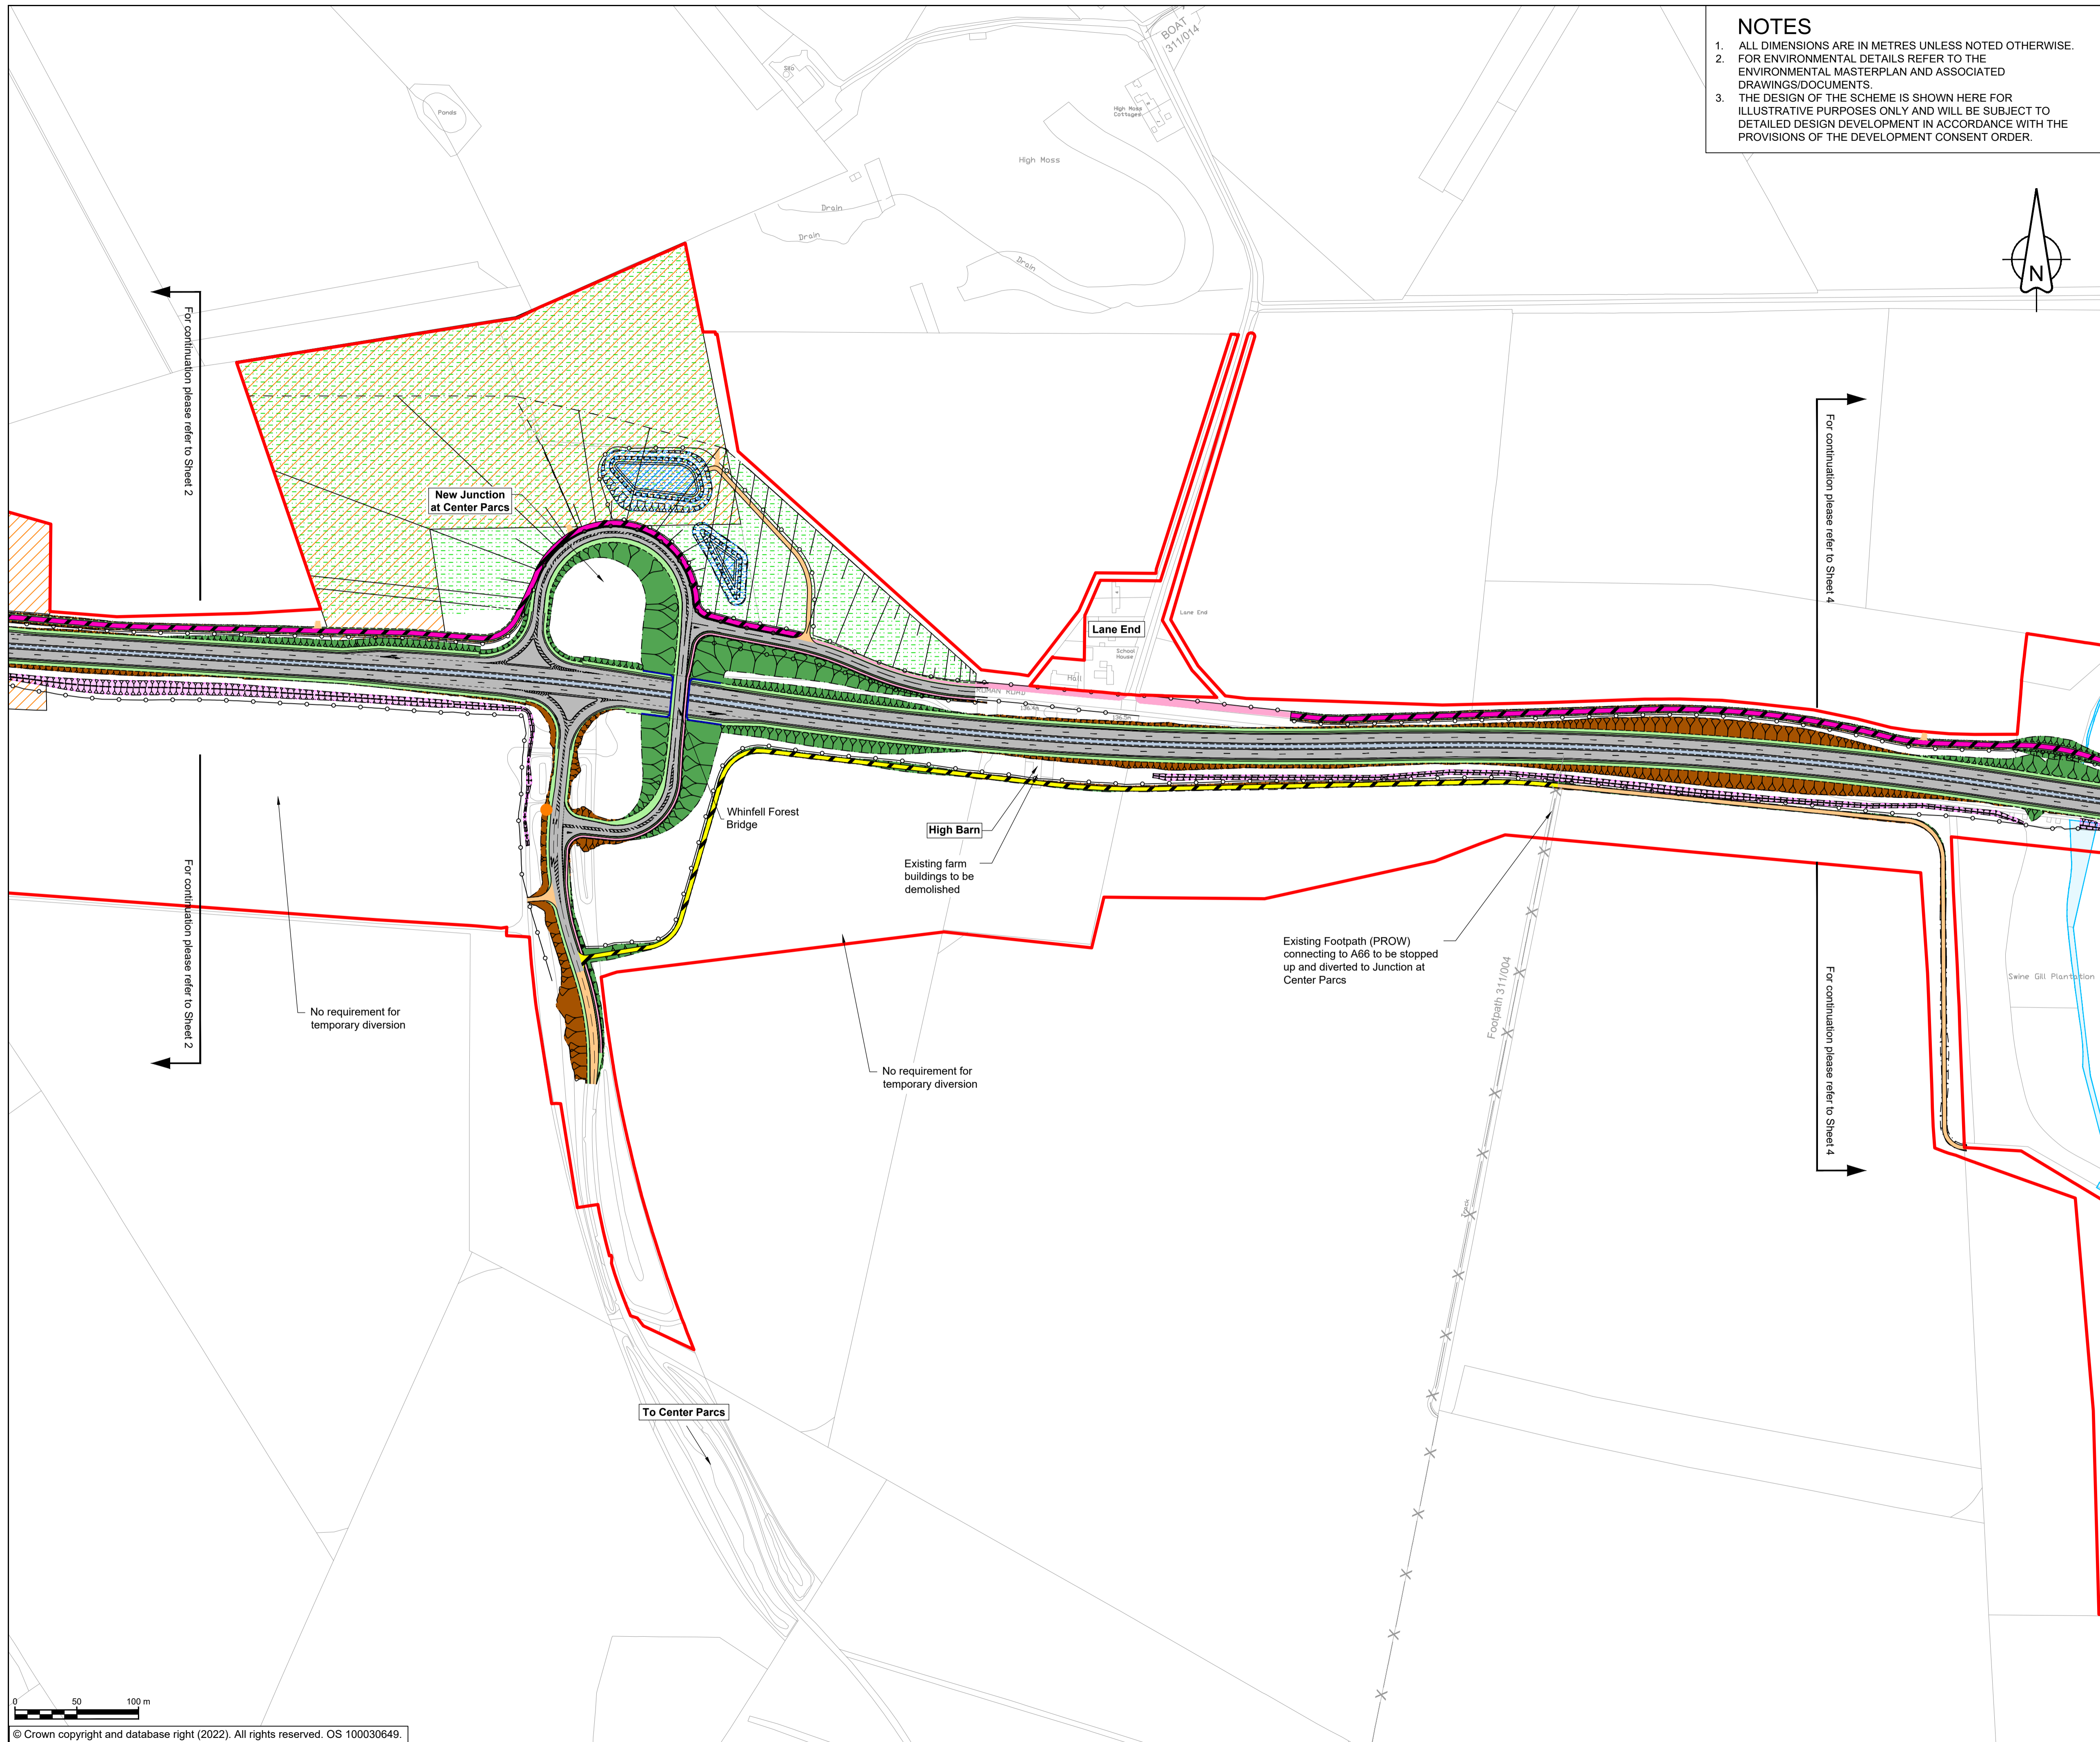 NOTES
1. ALL DIMENSIONS ARE IN METRES UNLESS NOTED OTHERWISE.
2. FOR ENVIRONMENTAL DETAILS REFER TO THE
ENVIRONMENTAL MASTERPLAN AND ASSOCIATED
DRAWINGS/DOCUMENTS.
3. THE DESIGN OF THE SCHEME IS SHOWN HERE FOR
ILLUSTRATIVE PURPOSES ONLY AND WILL BE SUBJECT TO
DETAILED DESIGN DEVELOPMENT IN ACCORDANCE WITH THE
PROVISIONS OF THE DEVELOPMENT CONSENT ORDER.
BOAT
311/014
Silo
Ponds
High Moss
Cottages
High Moss
Drain
Drain
Drain
N
For continuation please refer to Sheet 2
For continuation please refer to Sheet 4
New Junction
at Center Parcs
Lane End
Lane End
School
House
Hall
ROMAN ROAD
136.4m
136.5m
Whinfell Forest
Bridge
High Barn
Existing farm
buildings to be
demolished
For continuation please refer to Sheet 2
For continuation please refer to Sheet 4
Existing Footpath (PROW)
connecting to A66 to be stopped
up and diverted to Junction at
Center Parcs
Footpath 311/004
Swine Gill Plantation
No requirement for
temporary diversion
No requirement for
temporary diversion
Track
To Center Parcs
0 50 100 m
© Crown copyright and database right (2022). All rights reserved. OS 100030649.